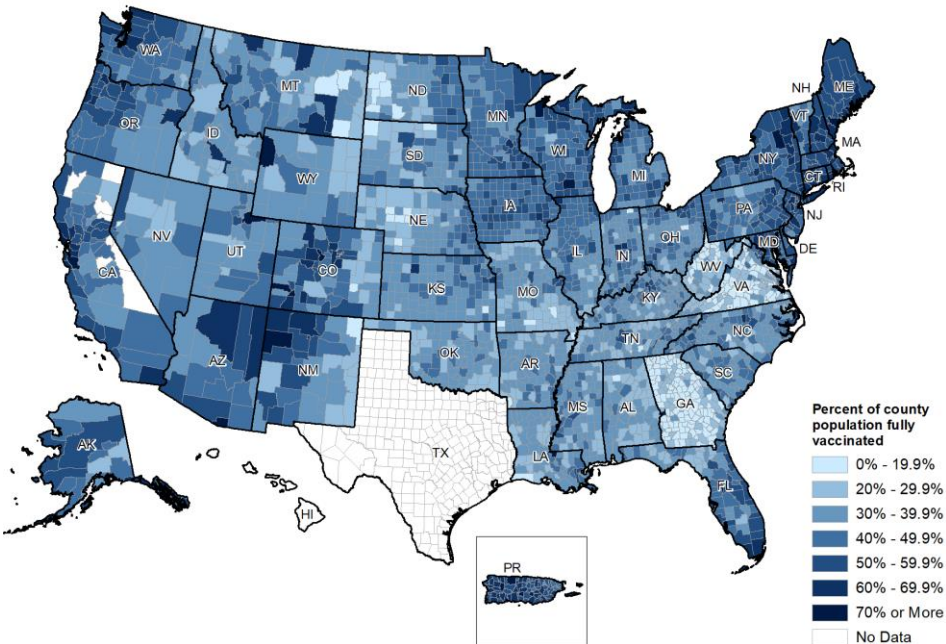 WA
MT
ND
MN
NH
ME
VT
OR
ID
SD
WI
MI
NY
MA
WY
CT
RI
IA
NE
PA
NJ
NV
UT
CO
IL
IN
OH
MD
DE
CA
KS
MO
WV
VA
KY
AZ
NM
OK
AR
TN
NC
SC
MS
AL
GA
TX
LA
FL
AK
HI
PR
Percent of county
population fully
vaccinated
0% - 19.9%
20% - 29.9%
30% - 39.9%
40% - 49.9%
50% - 59.9%
60% - 69.9%
70% or More
No Data